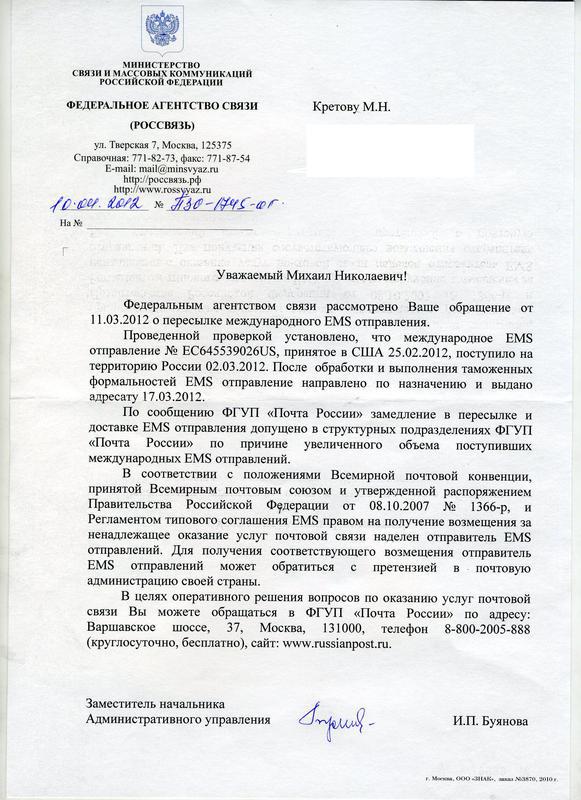 МИНИСТЕРСТВО
СВЯЗИ И МАССОВЫХ КОММУНИКАЦИЙ
РОССИЙСКОЙ ФЕДЕРАЦИИ
ФЕДЕРАЛЬНОЕ АГЕНТСТВО СВЯЗИ
(РОССВЯЗЬ)
ул. Тверская 7, Москва, 125375
Справочная: 771-82-73, факс: 771-87-54
E-mail: mail@minsvyaz.ru
http://россвязь.рф
http://www.rossvyaz.ru
10.04.2012 № ПЗО-1745-ог.
На №
Кретову М.Н.
Уважаемый Михаил Николаевич!
Федеральным агентством связи рассмотрено Ваше обращение от
11.03.2012 о пересылке международного EMS отправления.
Проведенной проверкой установлено, что международное EMS
отправление № EC645539026US, принятое в США 25.02.2012, поступило на
территорию России 02.03.2012. После обработки и выполнения таможенных
формальностей EMS отправление направлено по назначению и выдано
адресату 17.03.2012.
По сообщению ФГУП «Почта России» замедление в пересылке и
доставке EMS отправления допущено в структурных подразделениях ФГУП
«Почта России» по причине увеличенного объема поступивших
международных EMS отправлений.
В соответствии с положениями Всемирной почтовой конвенции,
принятой Всемирным почтовым союзом и утвержденной распоряжением
Правительства Российской Федерации от 08.10.2007 № 1366-р, и
Регламентом типового соглашения EMS правом на получение возмещения за
ненадлежащее оказание услуг почтовой связи наделен отправитель EMS
отправлений. Для получения соответствующего возмещения отправитель
EMS отправлений может обратиться с претензией в почтовую
администрацию своей страны.
В целях оперативного решения вопросов по оказанию услуг почтовой
связи Вы можете обращаться в ФГУП «Почта России» по адресу:
Варшавское шоссе, 37, Москва, 131000, телефон 8-800-2005-888
(круглосуточно, бесплатно), сайт: www.russianpost.ru.
Заместитель начальника
Административного управления И.П. Буянова
г. Москва, ООО «ЗНАК», заказ №3870, 2010 г.